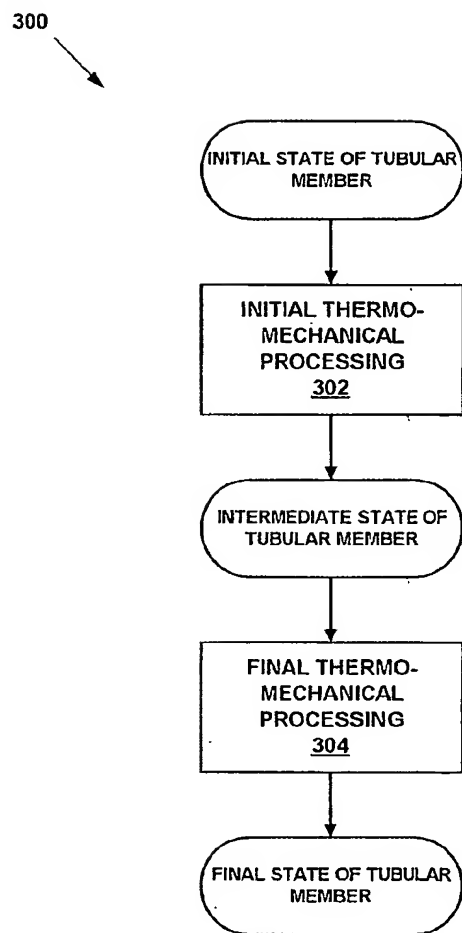 300
INITIAL STATE OF TUBULAR
MEMBER
INITIAL THERMO-
MECHANICAL
PROCESSING
302
INTERMEDIATE STATE OF
TUBULAR MEMBER
FINAL THERMO-
MECHANICAL
PROCESSING
304
FINAL STATE OF TUBULAR
MEMBER